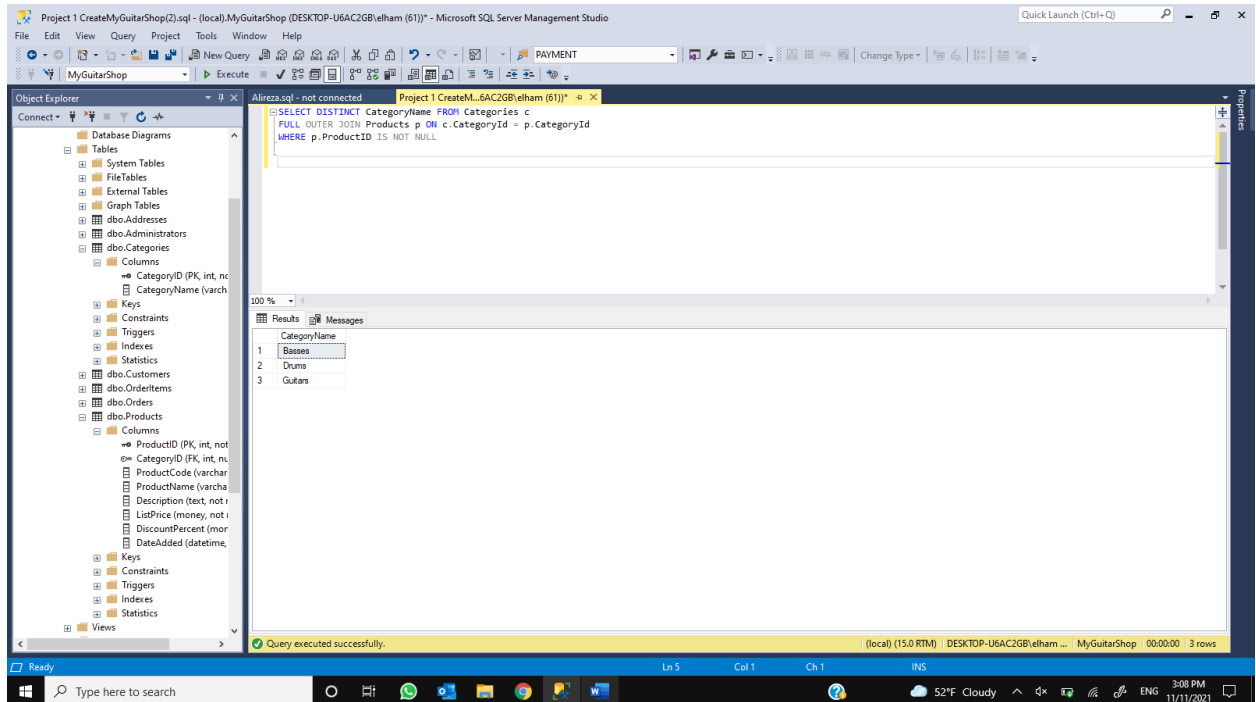 Project 1 CreateMyGuitarShop(2).sql - (local).MyGuitarShop (DESKTOP-U6AC2GB\elham (61))* - Microsoft SQL Server Management Studio
Quick Launch (Ctrl+Q)
File Edit View Query Project Tools Window Help
New Query
PAYMENT
Change Type
MyGuitarShop
Execute
Object Explorer
Connect
Database Diagrams
Tables
System Tables
FileTables
External Tables
Graph Tables
dbo.Addresses
dbo.Administrators
dbo.Categories
Columns
CategoryID (PK, int, nc
CategoryName (varch
Keys
Constraints
Triggers
Indexes
Statistics
dbo.Customers
dbo.OrderItems
dbo.Orders
dbo.Products
Columns
ProductID (PK, int, not
CategoryID (FK, int, nu
ProductCode (varchar
ProductName (varcha
Description (text, not r
ListPrice (money, not i
DiscountPercent (mor
DateAdded (datetime,
Keys
Constraints
Triggers
Indexes
Statistics
Views
Alireza.sql - not connected
Project 1 CreateM...6AC2GB\elham (61))*
SELECT DISTINCT CategoryName FROM Categories c
FULL OUTER JOIN Products p ON c.CategoryId = p.CategoryId
WHERE p.ProductID IS NOT NULL
100 %
Results Messages
CategoryName
1 Basses
2 Drums
3 Guitars
Query executed successfully.
(local) (15.0 RTM) DESKTOP-U6AC2GB\elham ... MyGuitarShop 00:00:00 3 rows
Properties
Ready
Ln 5 Col 1 Ch 1 INS
Type here to search
52°F Cloudy
ENG
3:08 PM
11/11/2021